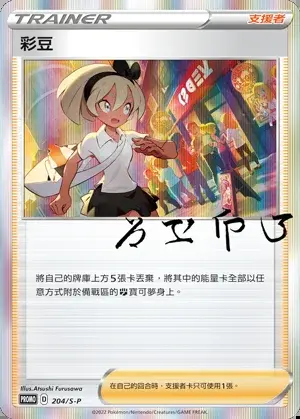 TRAINER 支援者
彩豆
將自己的牌庫上方5張卡丟棄，將其中的能量卡全部以任
意方式附於備戰區的寶可夢身上。
Illus.Atsushi Furusawa
PROMO D 204/S-P
在自己的回合時，支援者卡只可使用1張。
©2022 Pokémon/Nintendo/Creatures/GAME FREAK